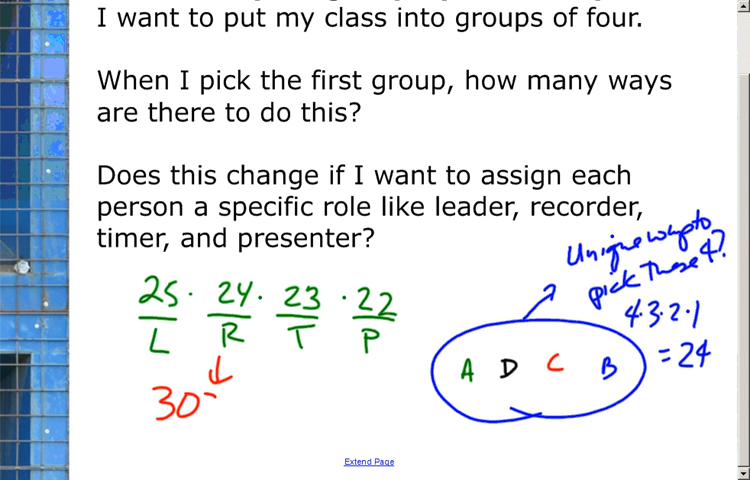 I want to put my class into groups of four.
When I pick the first group, how many ways
are there to do this?
Does this change if I want to assign each
person a specific role like leader, recorder,
timer, and presenter?
25 · 24 · 23 · 22
L R T P
30
Unique ways to
pick these 4?
4·3·2·1
= 24
A D C B
Extend Page